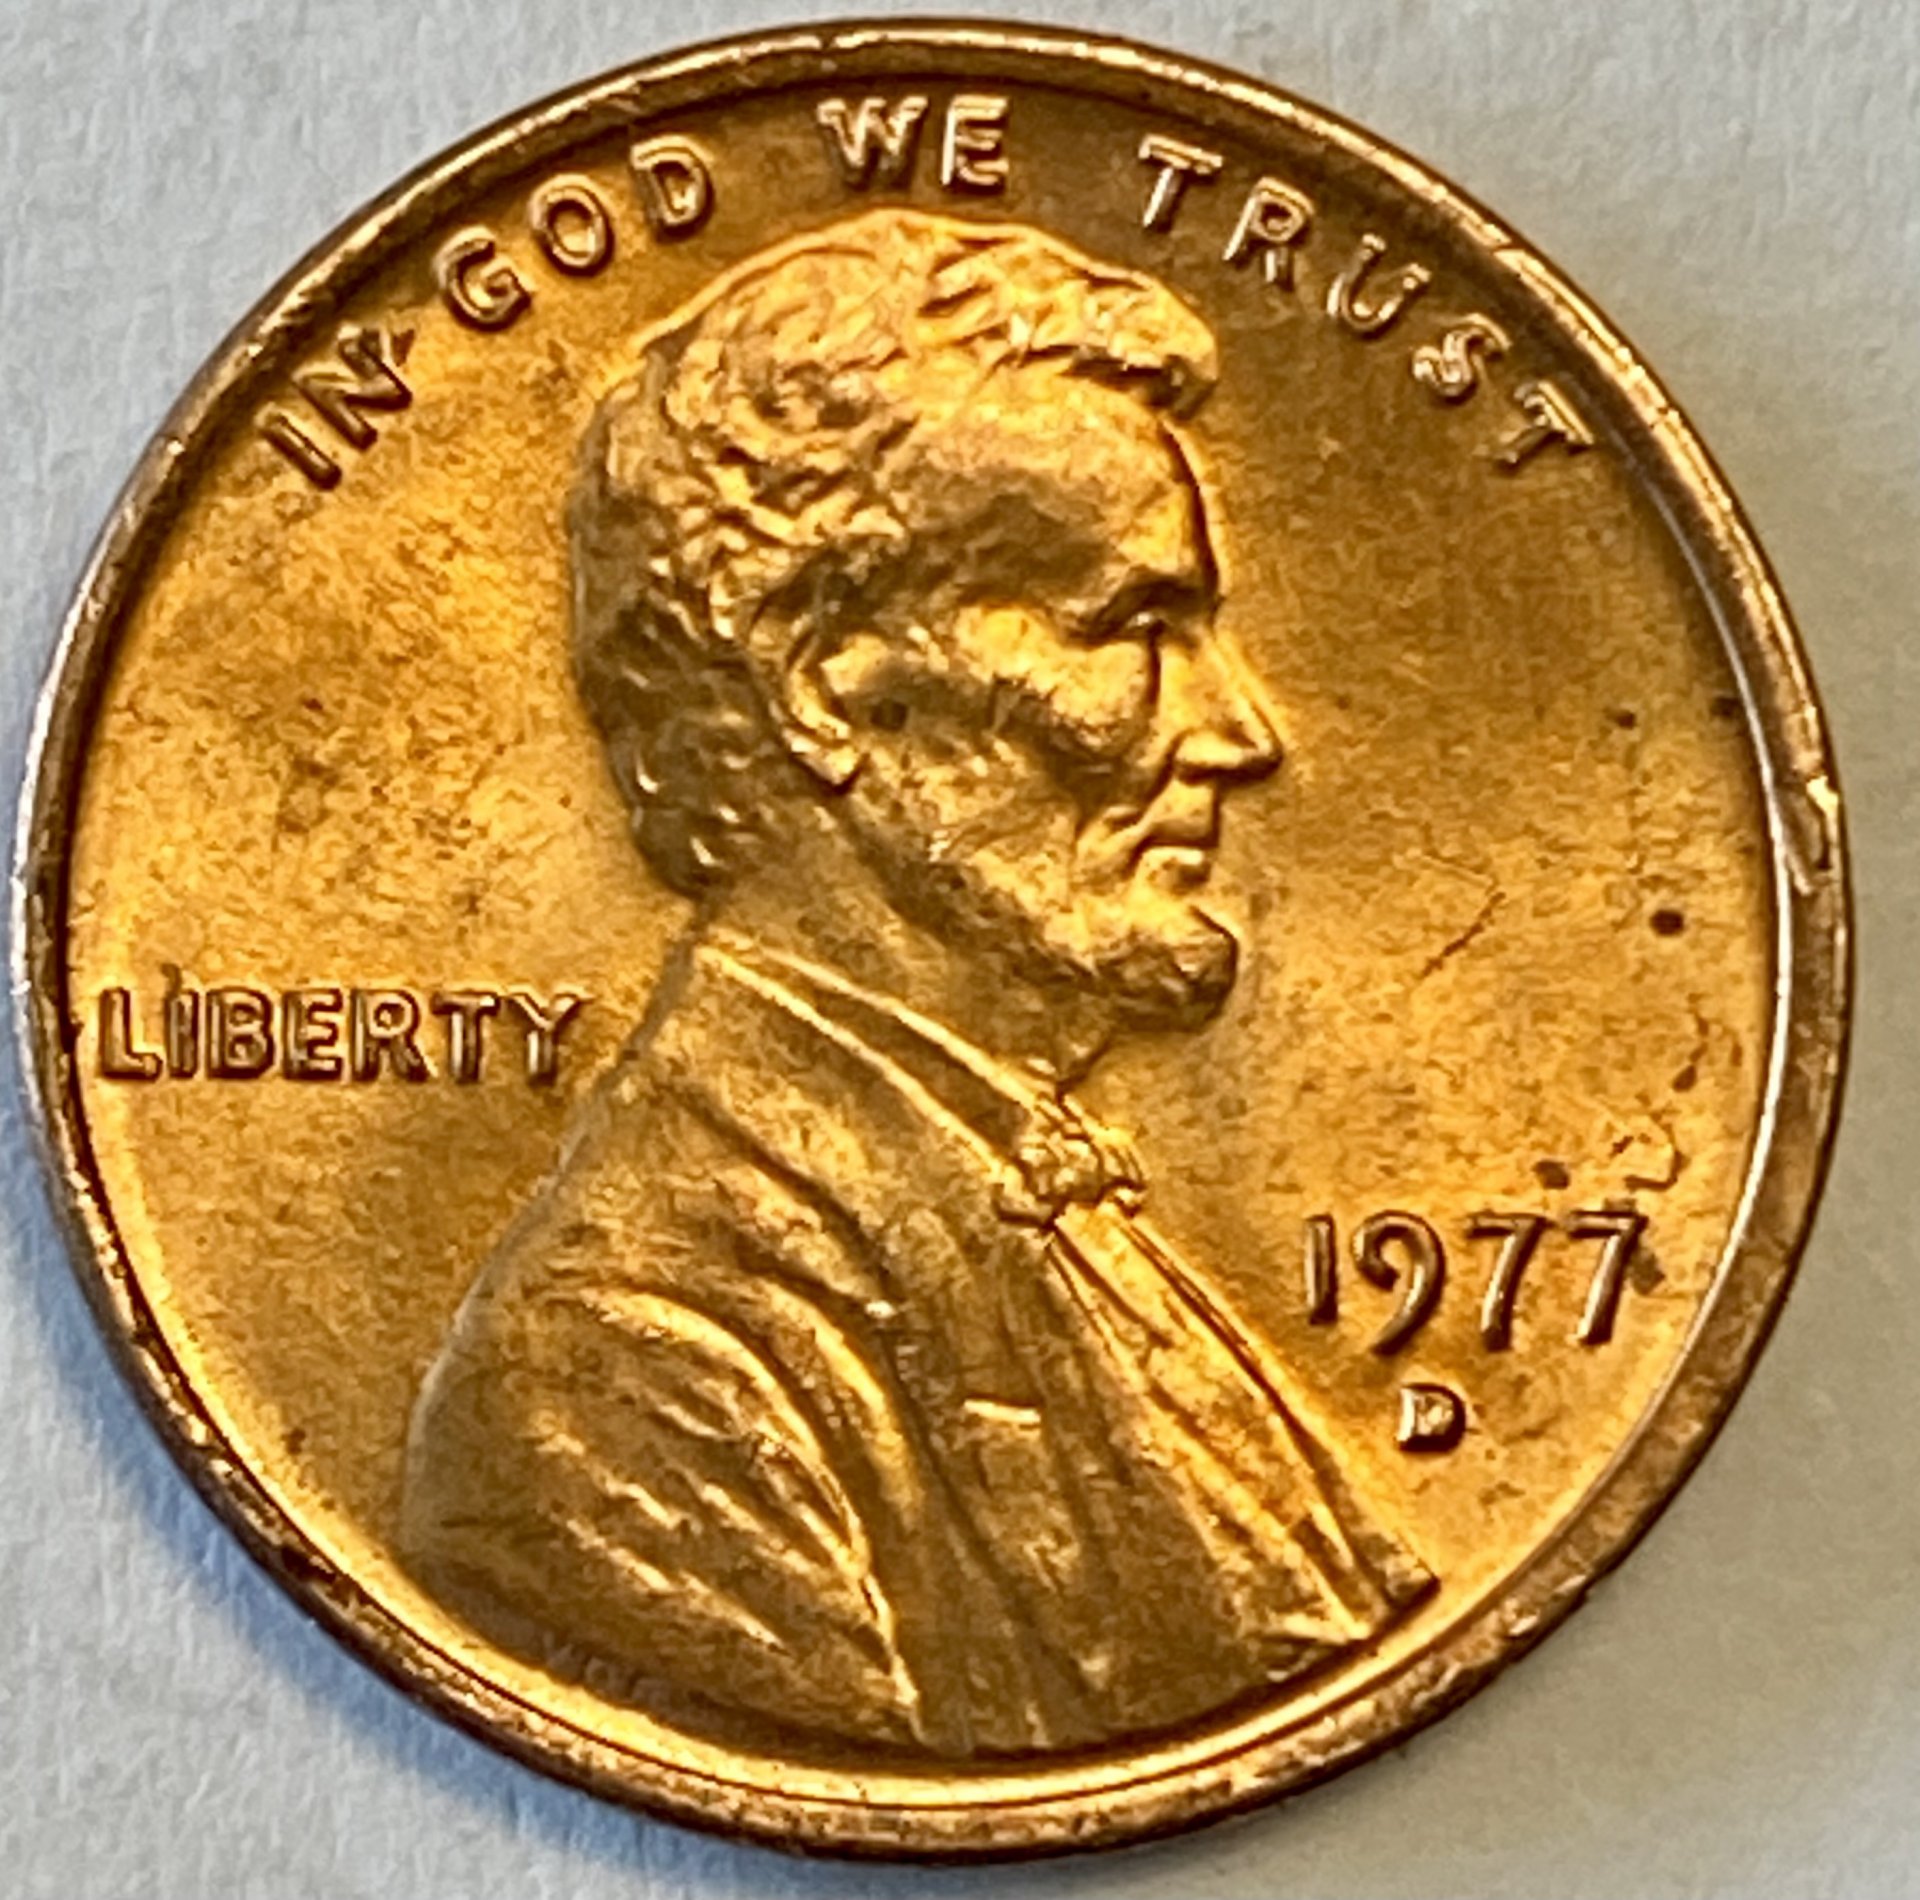 IN GOD WE TRUST
LIBERTY
1977
D